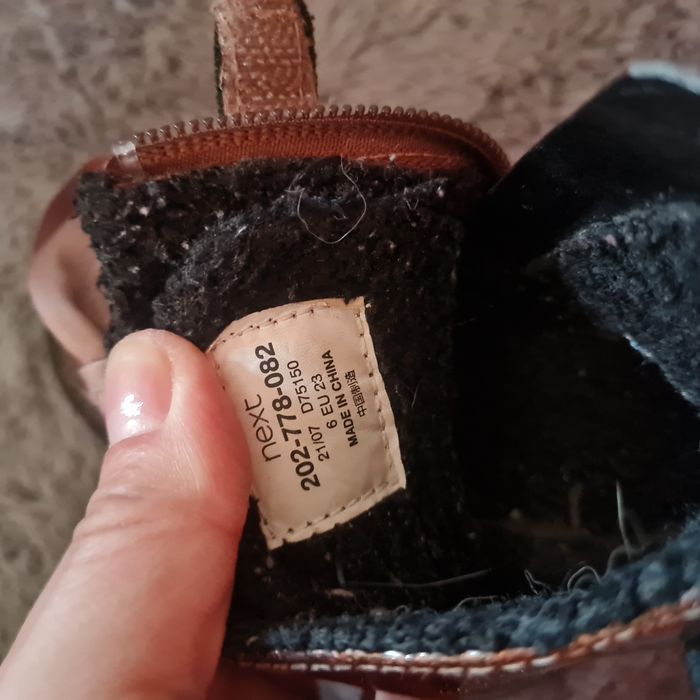 next
202-778-082
21/07 D75150
6 EU 23
MADE IN CHINA
中国制造